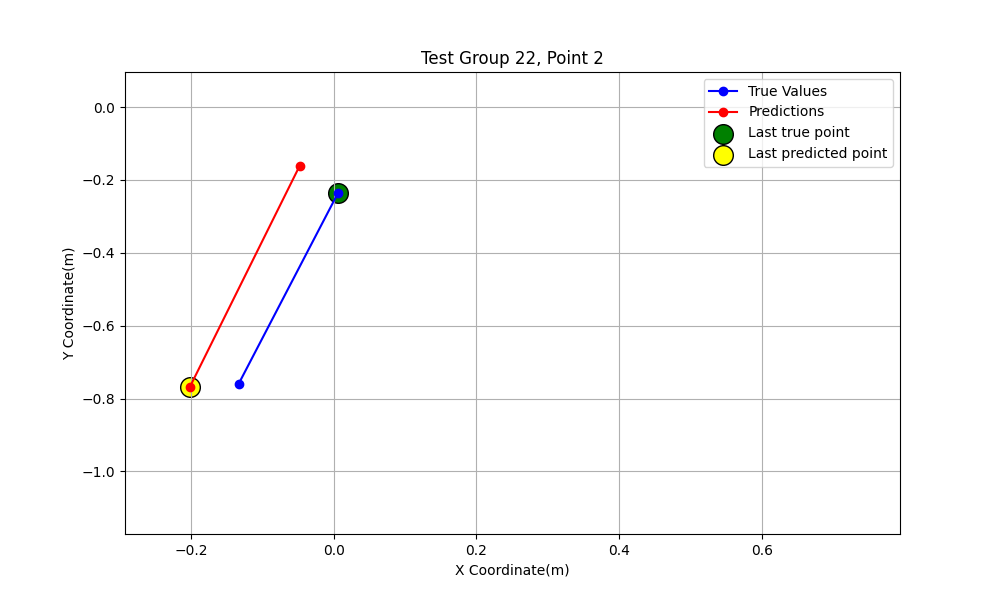 Test Group 22, Point 2
True Values
Predictions
Last true point
Last predicted point
0.0
−0.2
−0.4
−0.6
−0.8
−1.0
Y Coordinate(m)
−0.2
0.0
0.2
0.4
0.6
X Coordinate(m)